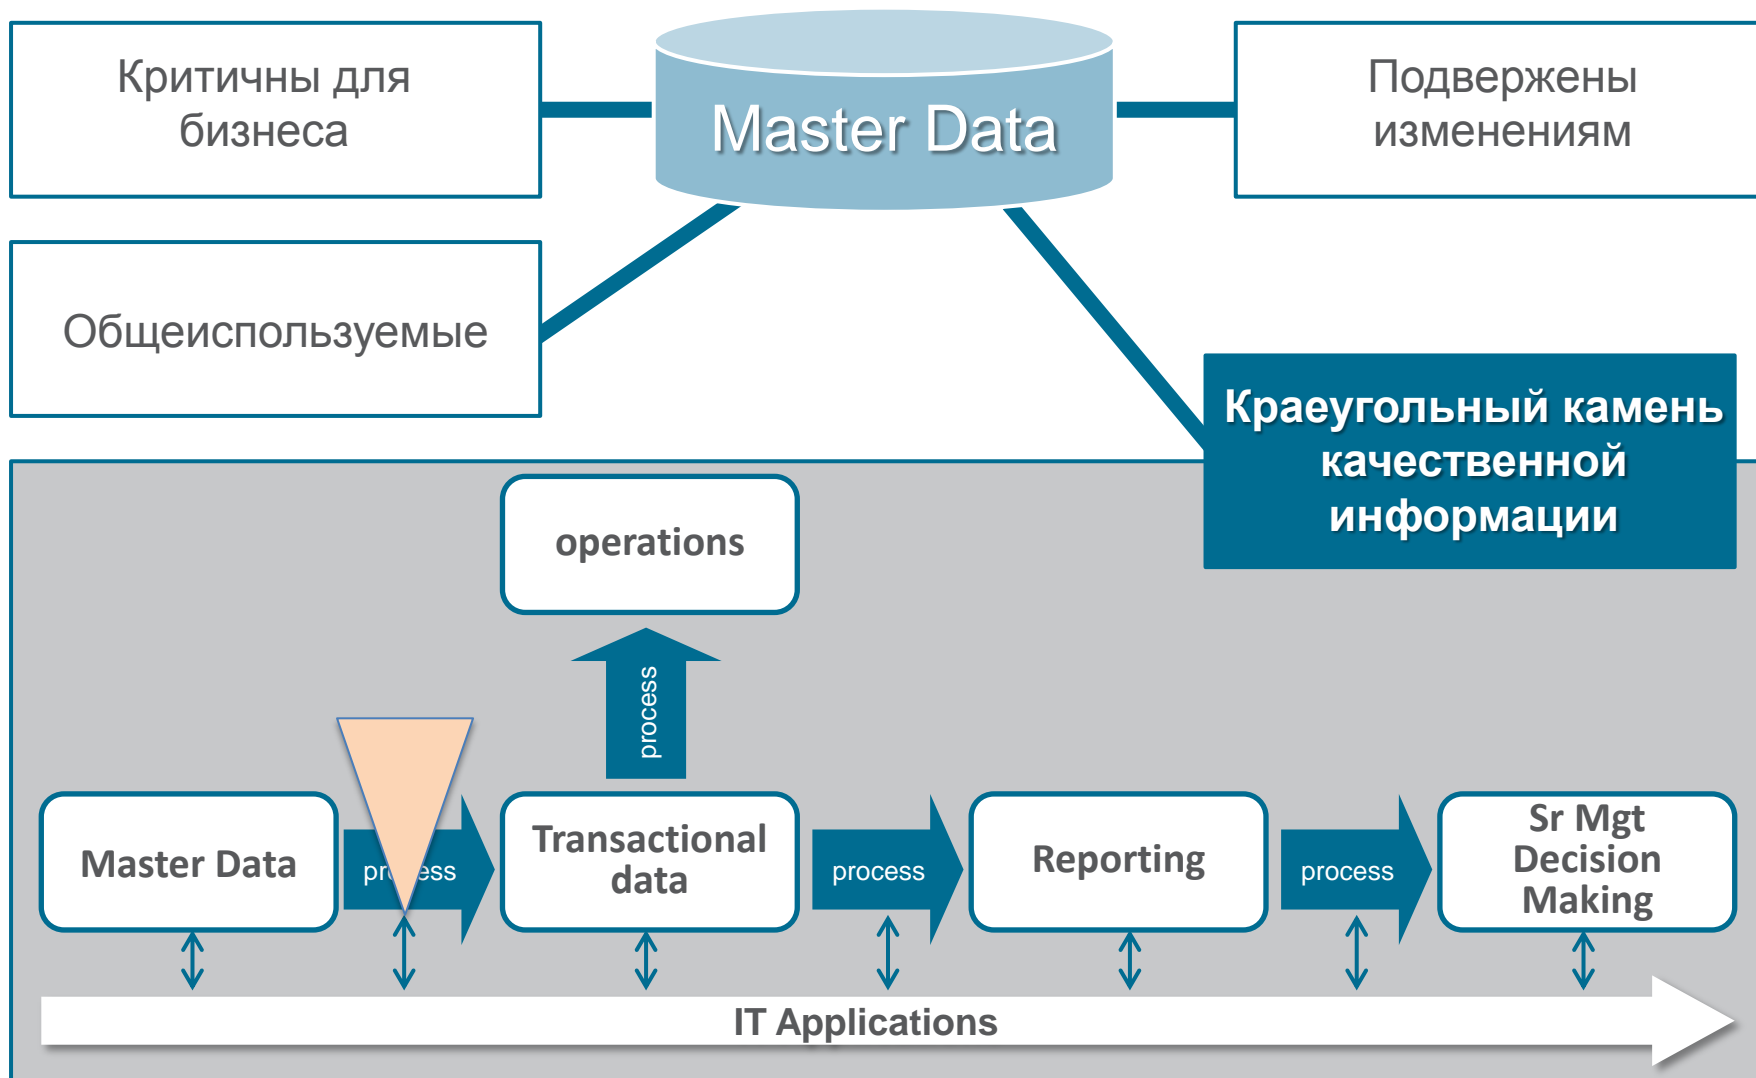 Критичны для
бизнеса
Master Data
Подвержены
изменениям
Общеиспользуемые
Краеугольный камень
качественной
информации
operations
process
Master Data
process
Transactional
data
process
Reporting
process
Sr Mgt
Decision
Making
IT Applications